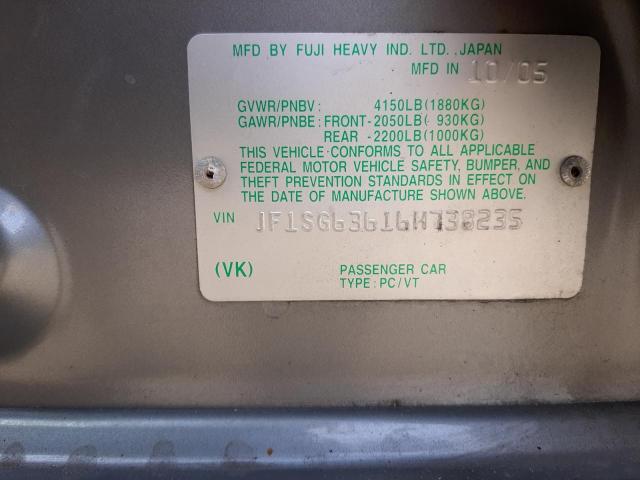 MFD BY FUJI HEAVY IND. LTD. ,JAPAN
MFD IN 10/05
GVWR/PNBV : 4150LB(1880KG)
GAWR/PNBE : FRONT-2050LB( 930KG)
REAR -2200LB(1000KG)
THIS VEHICLE CONFORMS TO ALL APPLICABLE
FEDERAL MOTOR VEHICLE SAFETY, BUMPER, AND
THEFT PREVENTION STANDARDS IN EFFECT ON
THE DATE OF MANUFACTURE SHOWN ABOVE.
VIN JF1SG63616H738235
(VK) PASSENGER CAR
TYPE : PC/VT